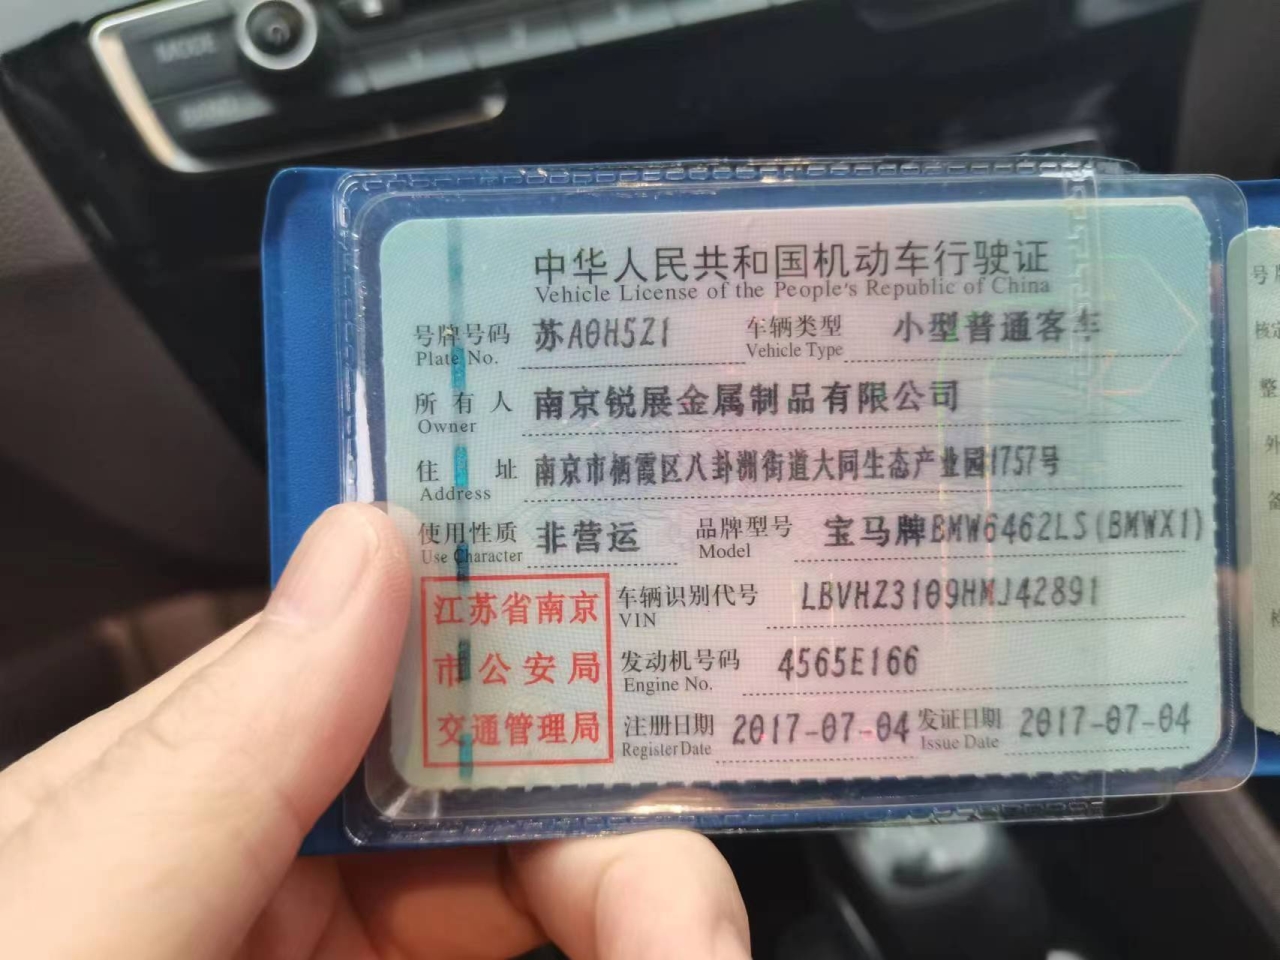 MODE
中华人民共和国机动车行驶证
Vehicle License of the People's Republic of China
号牌号码 苏A0H5Z1 车辆类型 小型普通客车
Plate No. Vehicle Type
所有人 南京锐展金属制品有限公司
Owner
住址 南京市栖霞区八卦洲街道大同生态产业园1757号
Address
使用性质 非营运 品牌型号 宝马牌BMW6462LS(BMWX1)
Use Character Model
江苏省南京市公安局交通管理局
车辆识别代号 LBVHZ3109HMJ42891
VIN
发动机号码 4565E166
Engine No.
注册日期 2017-07-04 发证日期 2017-07-04
Register Date Issue Date
号
核
整
外